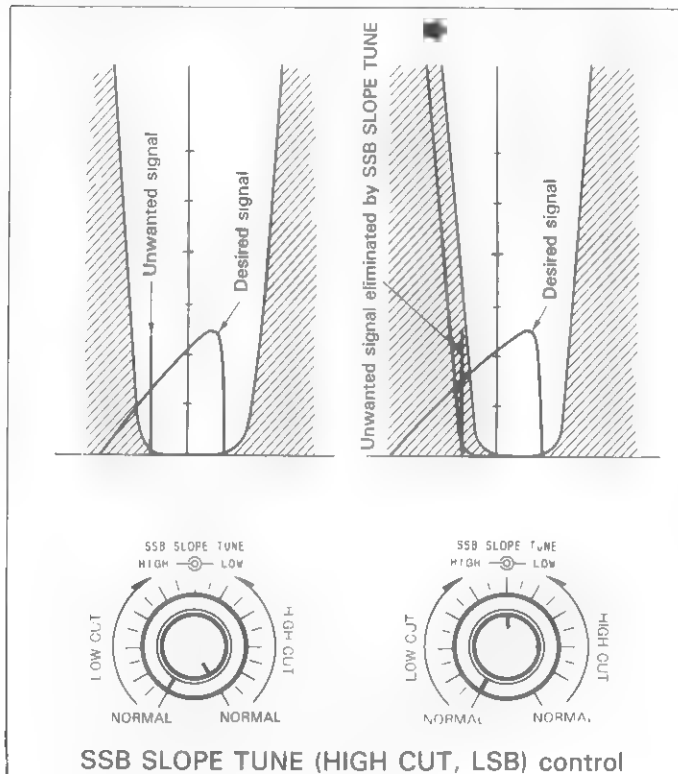 Unwanted signal
Desired signal
Unwanted signal eliminated by SSB SLOPE TUNE
Desired signal
SSB SLOPE TUNE
HIGH LOW
LOW CUT
HIGH CUT
NORMAL NORMAL
SSB SLOPE TUNE
HIGH LOW
LOW CUT
HIGH CUT
NORMAL NORMAL
SSB SLOPE TUNE (HIGH CUT, LSB) control